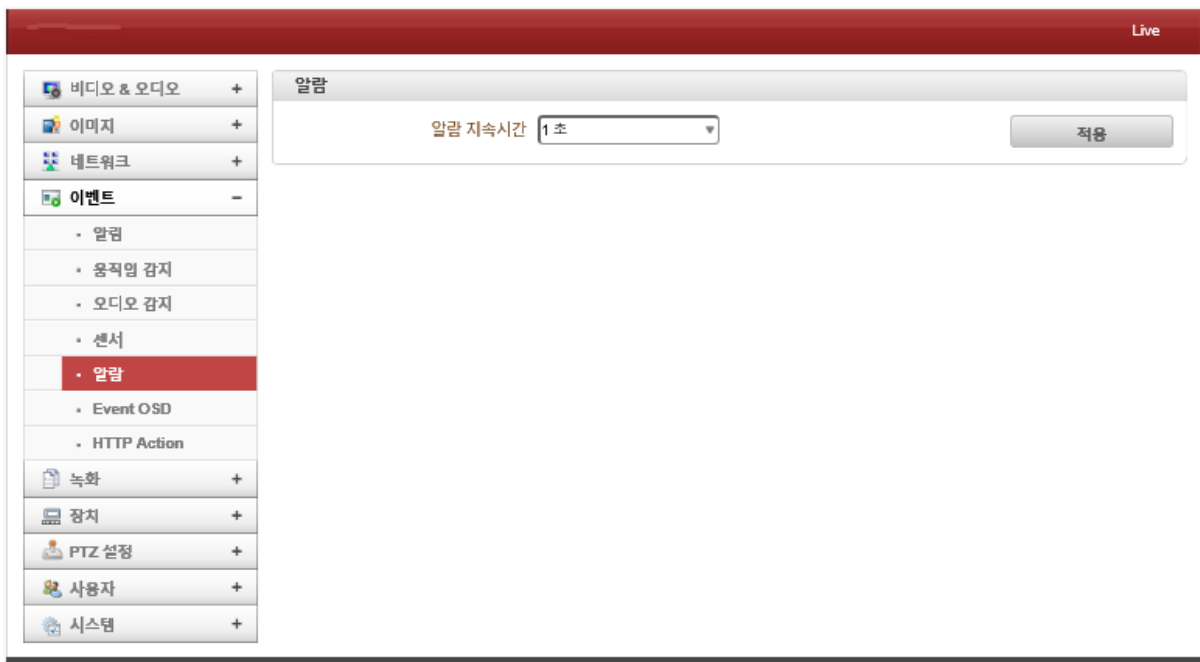 Live
비디오 & 오디오 +
이미지 +
네트워크 +
이벤트 -
알림
움직임 감지
오디오 감지
센서
알람
Event OSD
HTTP Action
녹화 +
장치 +
PTZ 설정 +
사용자 +
시스템 +
알람
알람 지속시간 1 초
적용